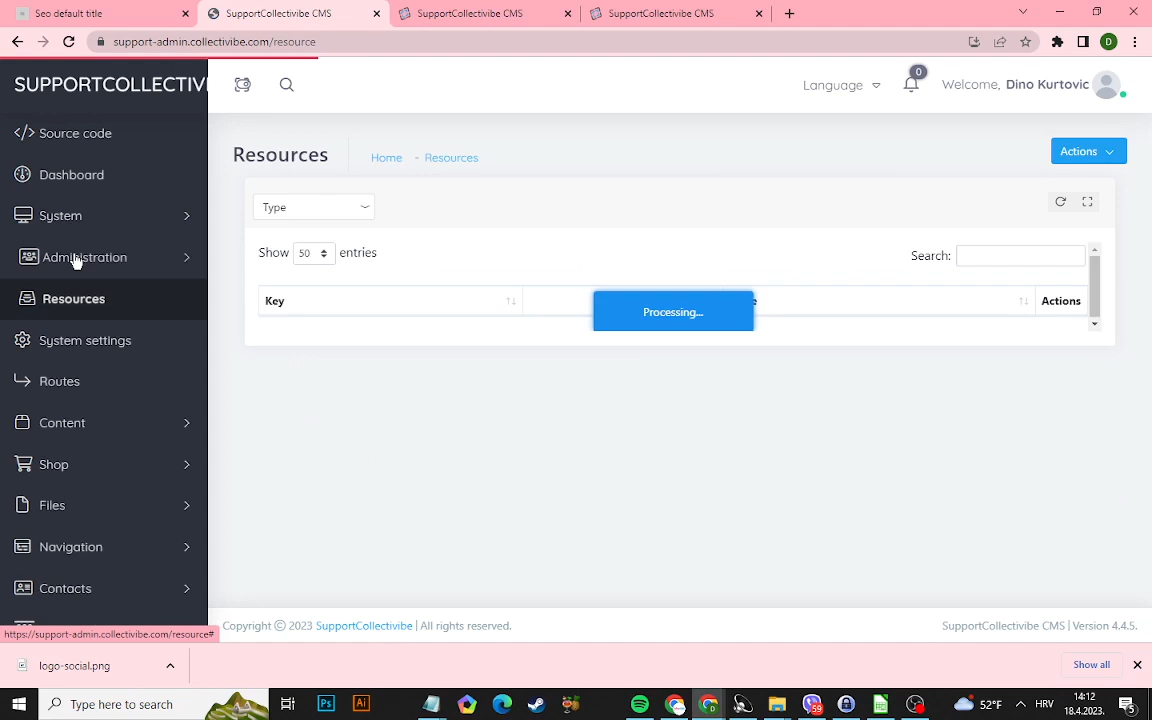 Seo default title
SupportCollectivibe CMS
SupportCollectivibe CMS
SupportCollectivibe CMS
support-admin.collectivibe.com/resource
D
SUPPORTCOLLECTIVI
Language
0
Welcome, Dino Kurtovic
Source code
Dashboard
System
Administration
Resources
System settings
Routes
Content
Shop
Files
Navigation
Contacts
Resources
Home - Resources
Actions
Type
Show 50 entries
Search:
Key
Actions
Processing...
https://support-admin.collectivibe.com/resource#
Copyright © 2023 SupportCollectivibe | All rights reserved.
SupportCollectivibe CMS | Version 4.4.5.
logo-social.png
Show all
Type here to search
Ps
Ai
59
52°F
HRV
14:12
18.4.2023.
5